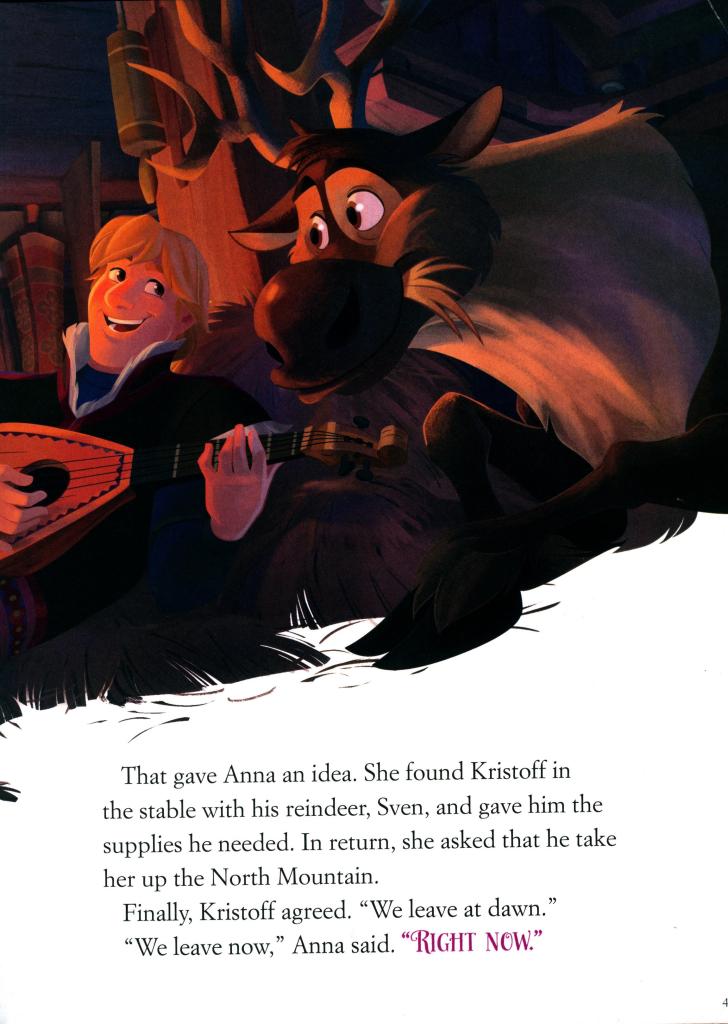 That gave Anna an idea. She found Kristoff in
the stable with his reindeer, Sven, and gave him the
supplies he needed. In return, she asked that he take
her up the North Mountain.
Finally, Kristoff agreed. “We leave at dawn.”
“We leave now,” Anna said. “RIGHT NOW.”
4